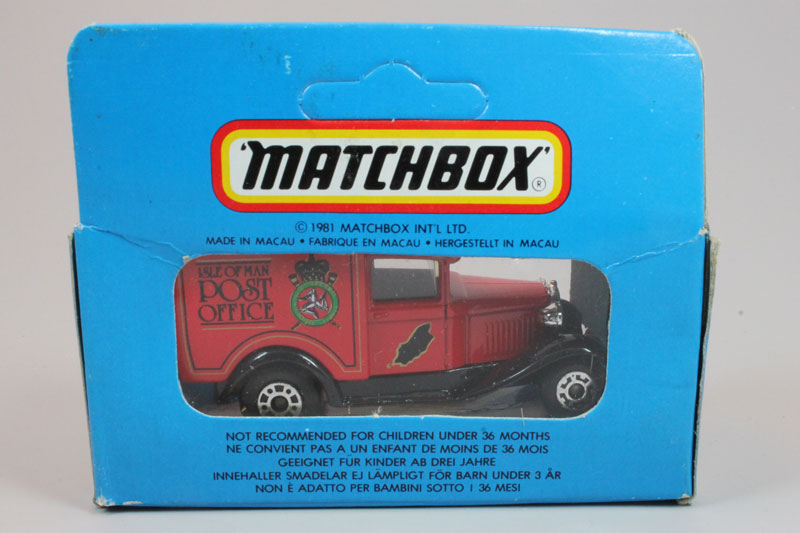 'MATCHBOX' ®
© 1981 MATCHBOX INT'L LTD.
MADE IN MACAU • FABRIQUE EN MACAU • HERGESTELLT IN MACAU
ISLE OF MAN
POST
OFFICE
NOT RECOMMENDED FOR CHILDREN UNDER 36 MONTHS
NE CONVIENT PAS A UN ENFANT DE MOINS DE 36 MOIS
GEEIGNET FÜR KINDER AB DREI JAHRE
INNEHALLER SMADELAR EJ LÄMPLIGT FÖR BARN UNDER 3 ÅR
NON È ADATTO PER BAMBINI SOTTO I 36 MESI